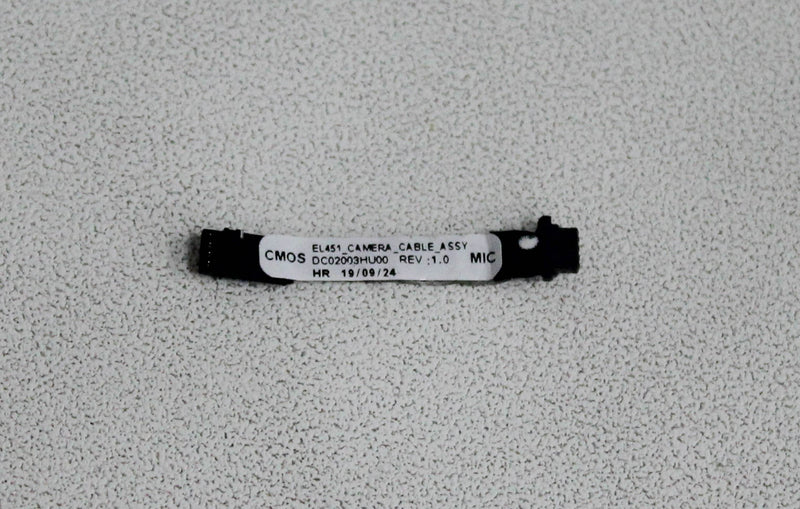 CMOS
EL451_CAMERA_CABLE_ASSY
DC02003HU00 REV :1.0
HR 19/09/24
MIC